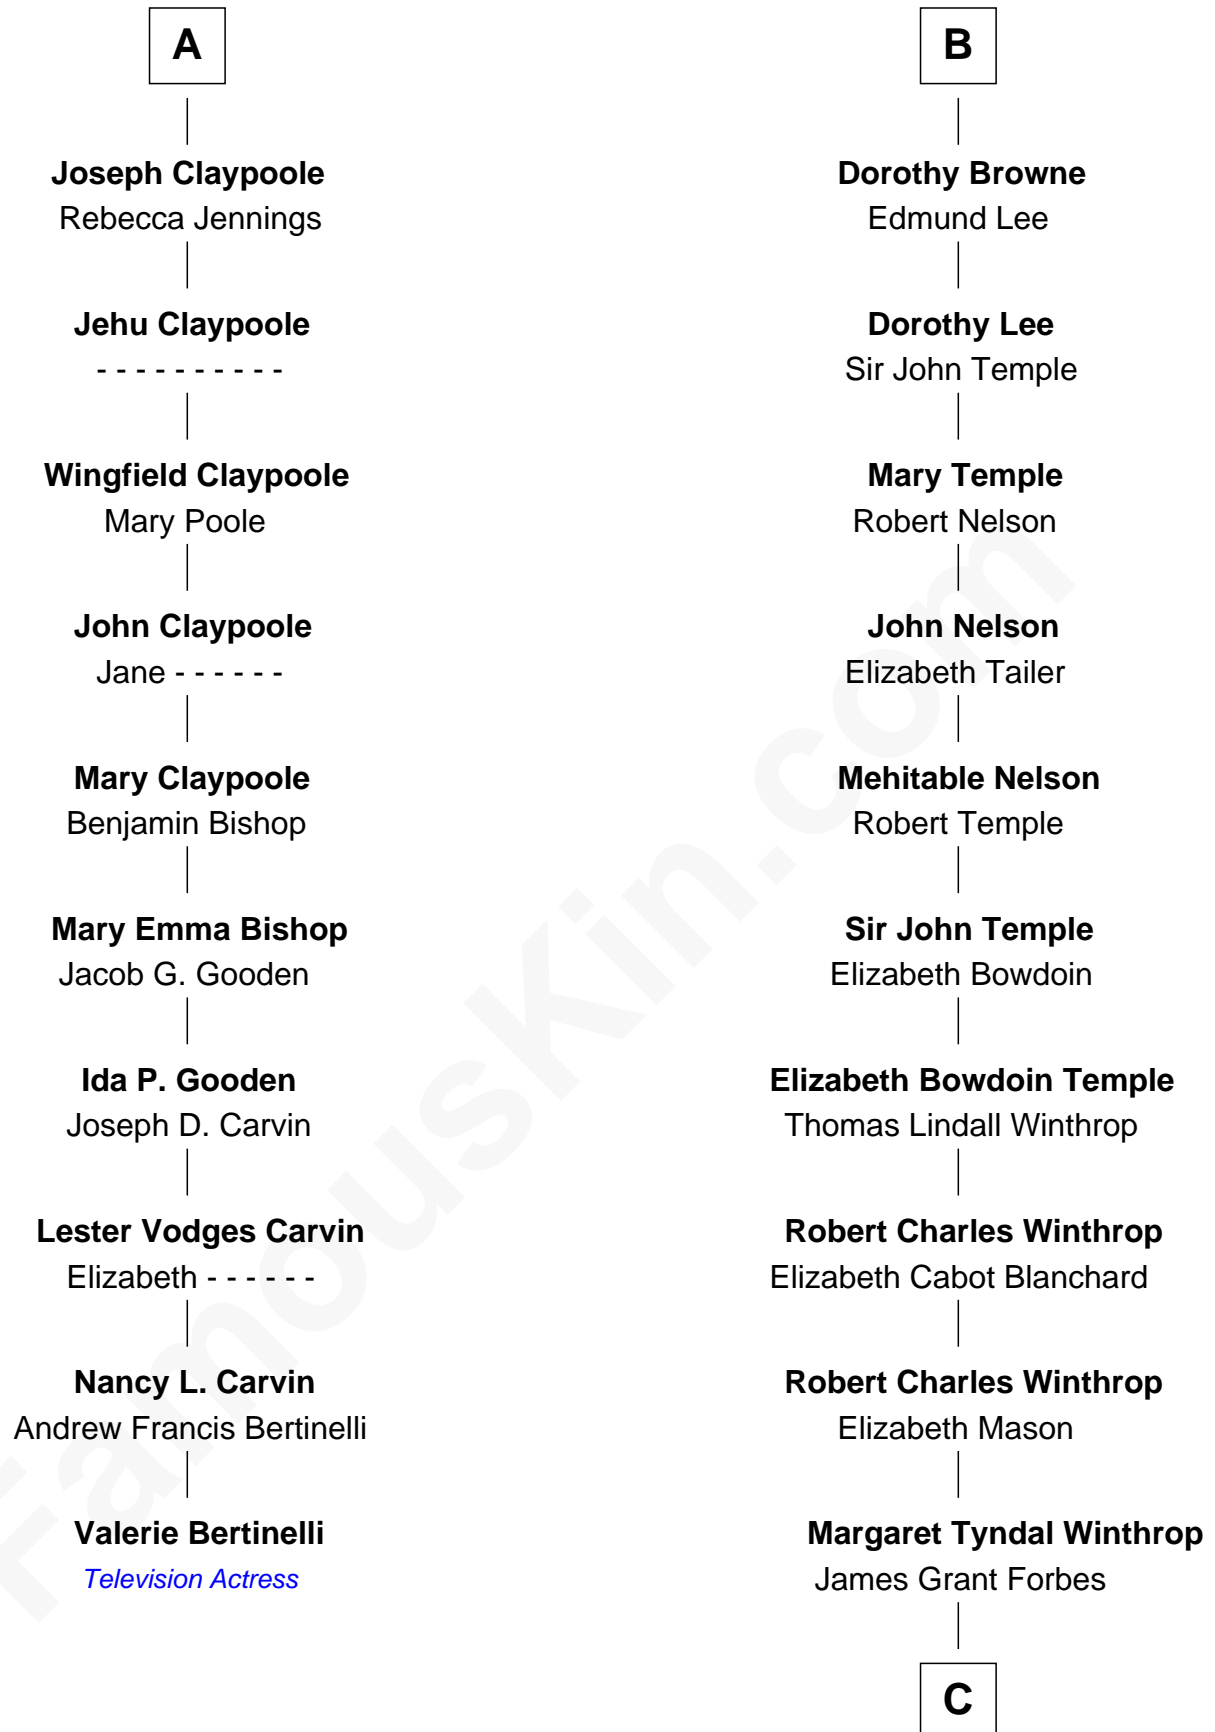 A
Joseph Claypoole
Rebecca Jennings
Jehu Claypoole
- - - - - - - - - -
Wingfield Claypoole
Mary Poole
John Claypoole
Jane - - - - - -
Mary Claypoole
Benjamin Bishop
Mary Emma Bishop
Jacob G. Gooden
Ida P. Gooden
Joseph D. Carvin
Lester Vodges Carvin
Elizabeth - - - - - -
Nancy L. Carvin
Andrew Francis Bertinelli
Valerie Bertinelli
Television Actress
B
Dorothy Browne
Edmund Lee
Dorothy Lee
Sir John Temple
Mary Temple
Robert Nelson
John Nelson
Elizabeth Tailer
Mehitable Nelson
Robert Temple
Sir John Temple
Elizabeth Bowdoin
Elizabeth Bowdoin Temple
Thomas Lindall Winthrop
Robert Charles Winthrop
Elizabeth Cabot Blanchard
Robert Charles Winthrop
Elizabeth Mason
Margaret Tyndal Winthrop
James Grant Forbes
C
FamousKin.com